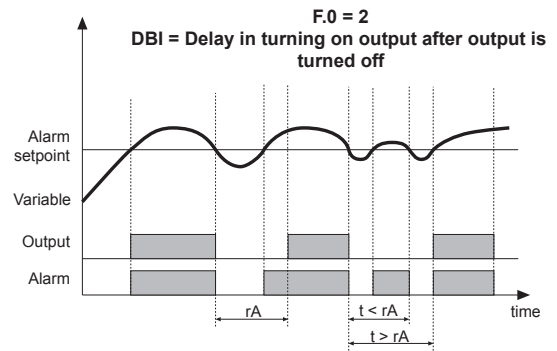 F.0 = 2
DBI = Delay in turning on output after output is
turned off
Alarm
setpoint
Variable
Output
Alarm
time
rA
t < rA
t > rA